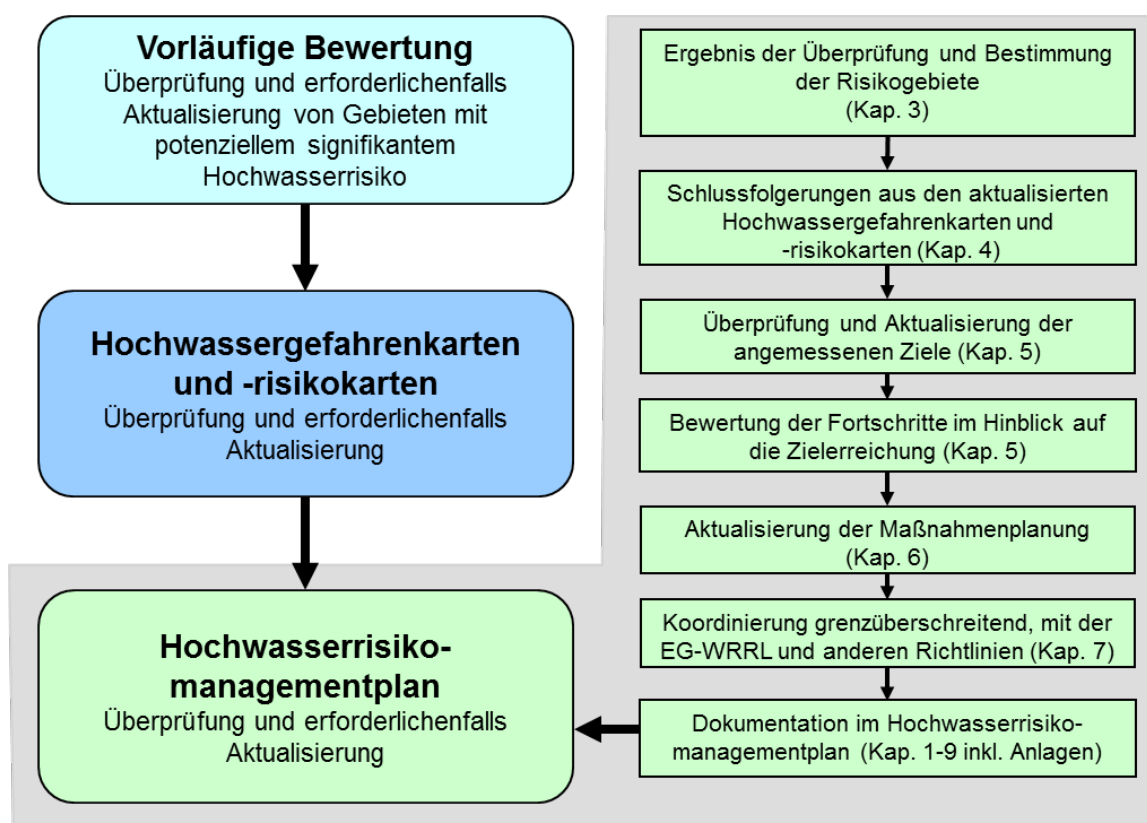 Vorläufige Bewertung
Überprüfung und erforderlichenfalls
Aktualisierung von Gebieten mit
potenziellem signifikantem
Hochwasserrisiko
Hochwassergefahrenkarten
und -risikokarten
Überprüfung und erforderlichenfalls
Aktualisierung
Hochwasserrisiko-
managementplan
Überprüfung und erforderlichenfalls
Aktualisierung
Ergebnis der Überprüfung und Bestimmung
der Risikogebiete
(Kap. 3)
Schlussfolgerungen aus den aktualisierten
Hochwassergefahrenkarten und
-risikokarten (Kap. 4)
Überprüfung und Aktualisierung der
angemessenen Ziele (Kap. 5)
Bewertung der Fortschritte im Hinblick auf
die Zielerreichung (Kap. 5)
Aktualisierung der Maßnahmenplanung
(Kap. 6)
Koordinierung grenzüberschreitend, mit der
EG-WRRL und anderen Richtlinien (Kap. 7)
Dokumentation im Hochwasserrisiko-
managementplan (Kap. 1-9 inkl. Anlagen)